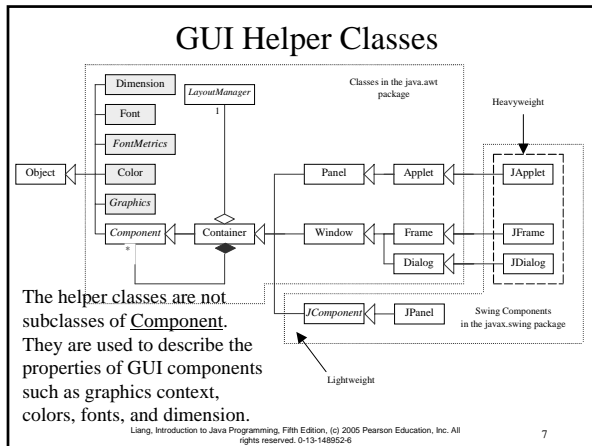 GUI Helper Classes
Dimension
LayoutManager
Classes in the java.awt
package
Heavyweight
Font
1
FontMetrics
Object
Color
Panel
Applet
JApplet
Graphics
Component
Container
Window
Frame
JFrame
*
Dialog
JDialog
The helper classes are not
subclasses of Component.
They are used to describe the
properties of GUI components
such as graphics context,
colors, fonts, and dimension.
JComponent
JPanel
Swing Components
in the javax.swing package
Lightweight
Liang, Introduction to Java Programming, Fifth Edition, (c) 2005 Pearson Education, Inc. All
rights reserved. 0-13-148952-6
7